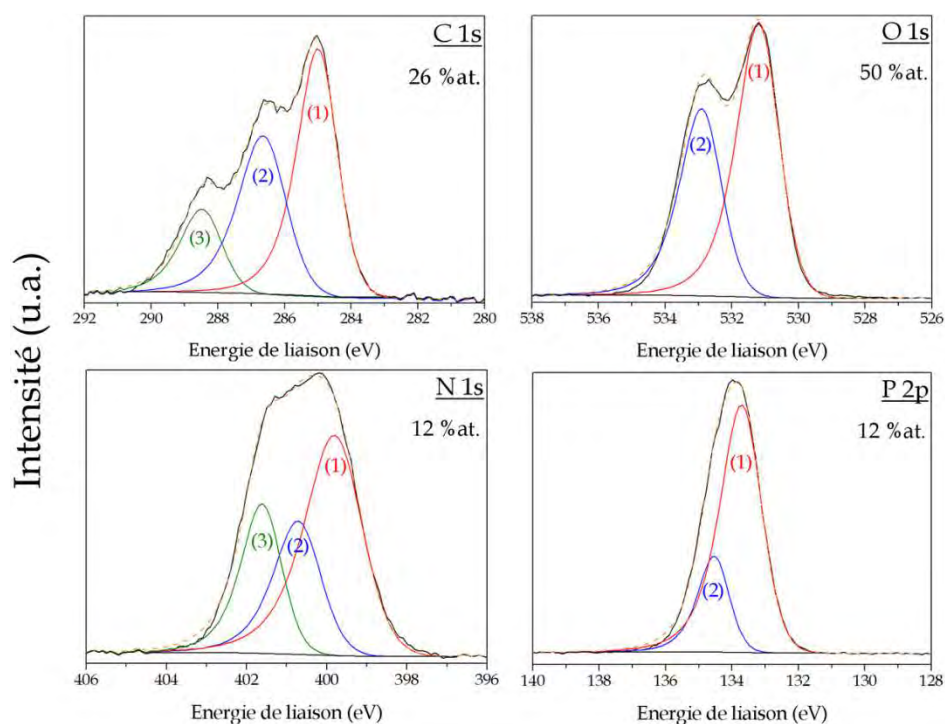 Intensité (u.a.)
C 1s
26 %at.
(1)
(2)
(3)
292 290 288 286 284 282 280
Energie de liaison (eV)
O 1s
50 %at.
(1)
(2)
538 536 534 532 530 528 526
Energie de liaison (eV)
N 1s
12 %at.
(1)
(2)
(3)
406 404 402 400 398 396
Energie de liaison (eV)
P 2p
12 %at.
(1)
(2)
140 138 136 134 132 130 128
Energie de liaison (eV)